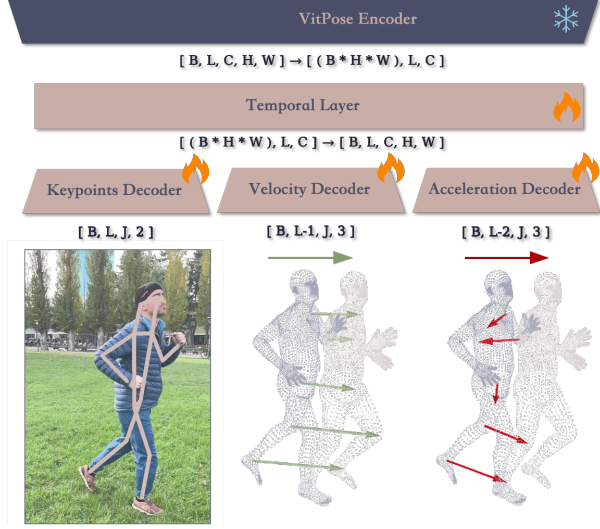 VitPose Encoder
[ B, L, C, H, W ] → [ ( B * H * W ), L, C ]
Temporal Layer
[ ( B * H * W ), L, C ] → [ B, L, C, H, W ]
Keypoints Decoder
Velocity Decoder
Acceleration Decoder
[ B, L, J, 2 ]
[ B, L-1, J, 3 ]
[ B, L-2, J, 3 ]